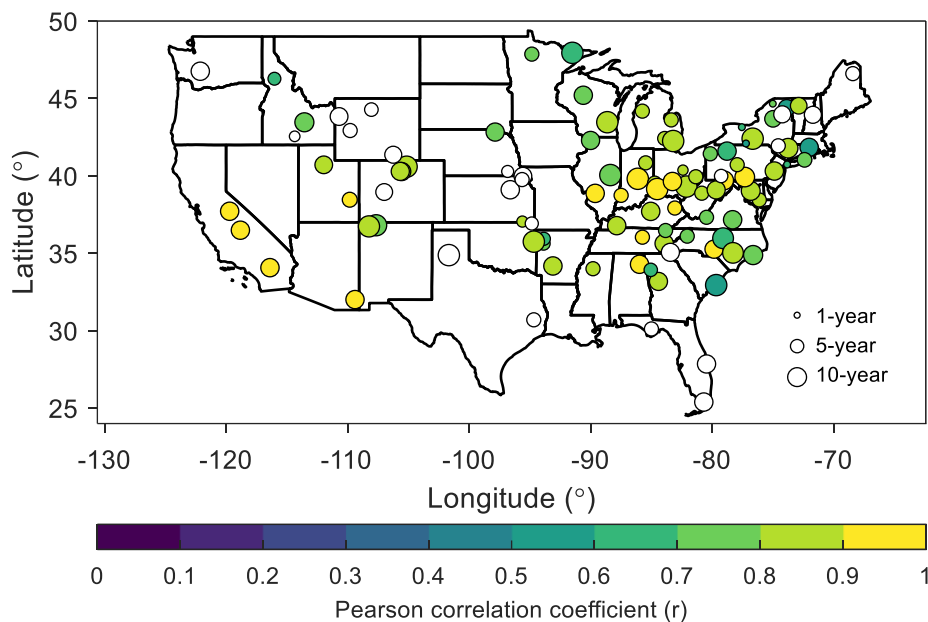 50
45
40
35
30
25
Latitude (°)
1-year
5-year
10-year
-130 -120 -110 -100 -90 -80 -70
Longitude (°)
0 0.1 0.2 0.3 0.4 0.5 0.6 0.7 0.8 0.9 1
Pearson correlation coefficient (r)